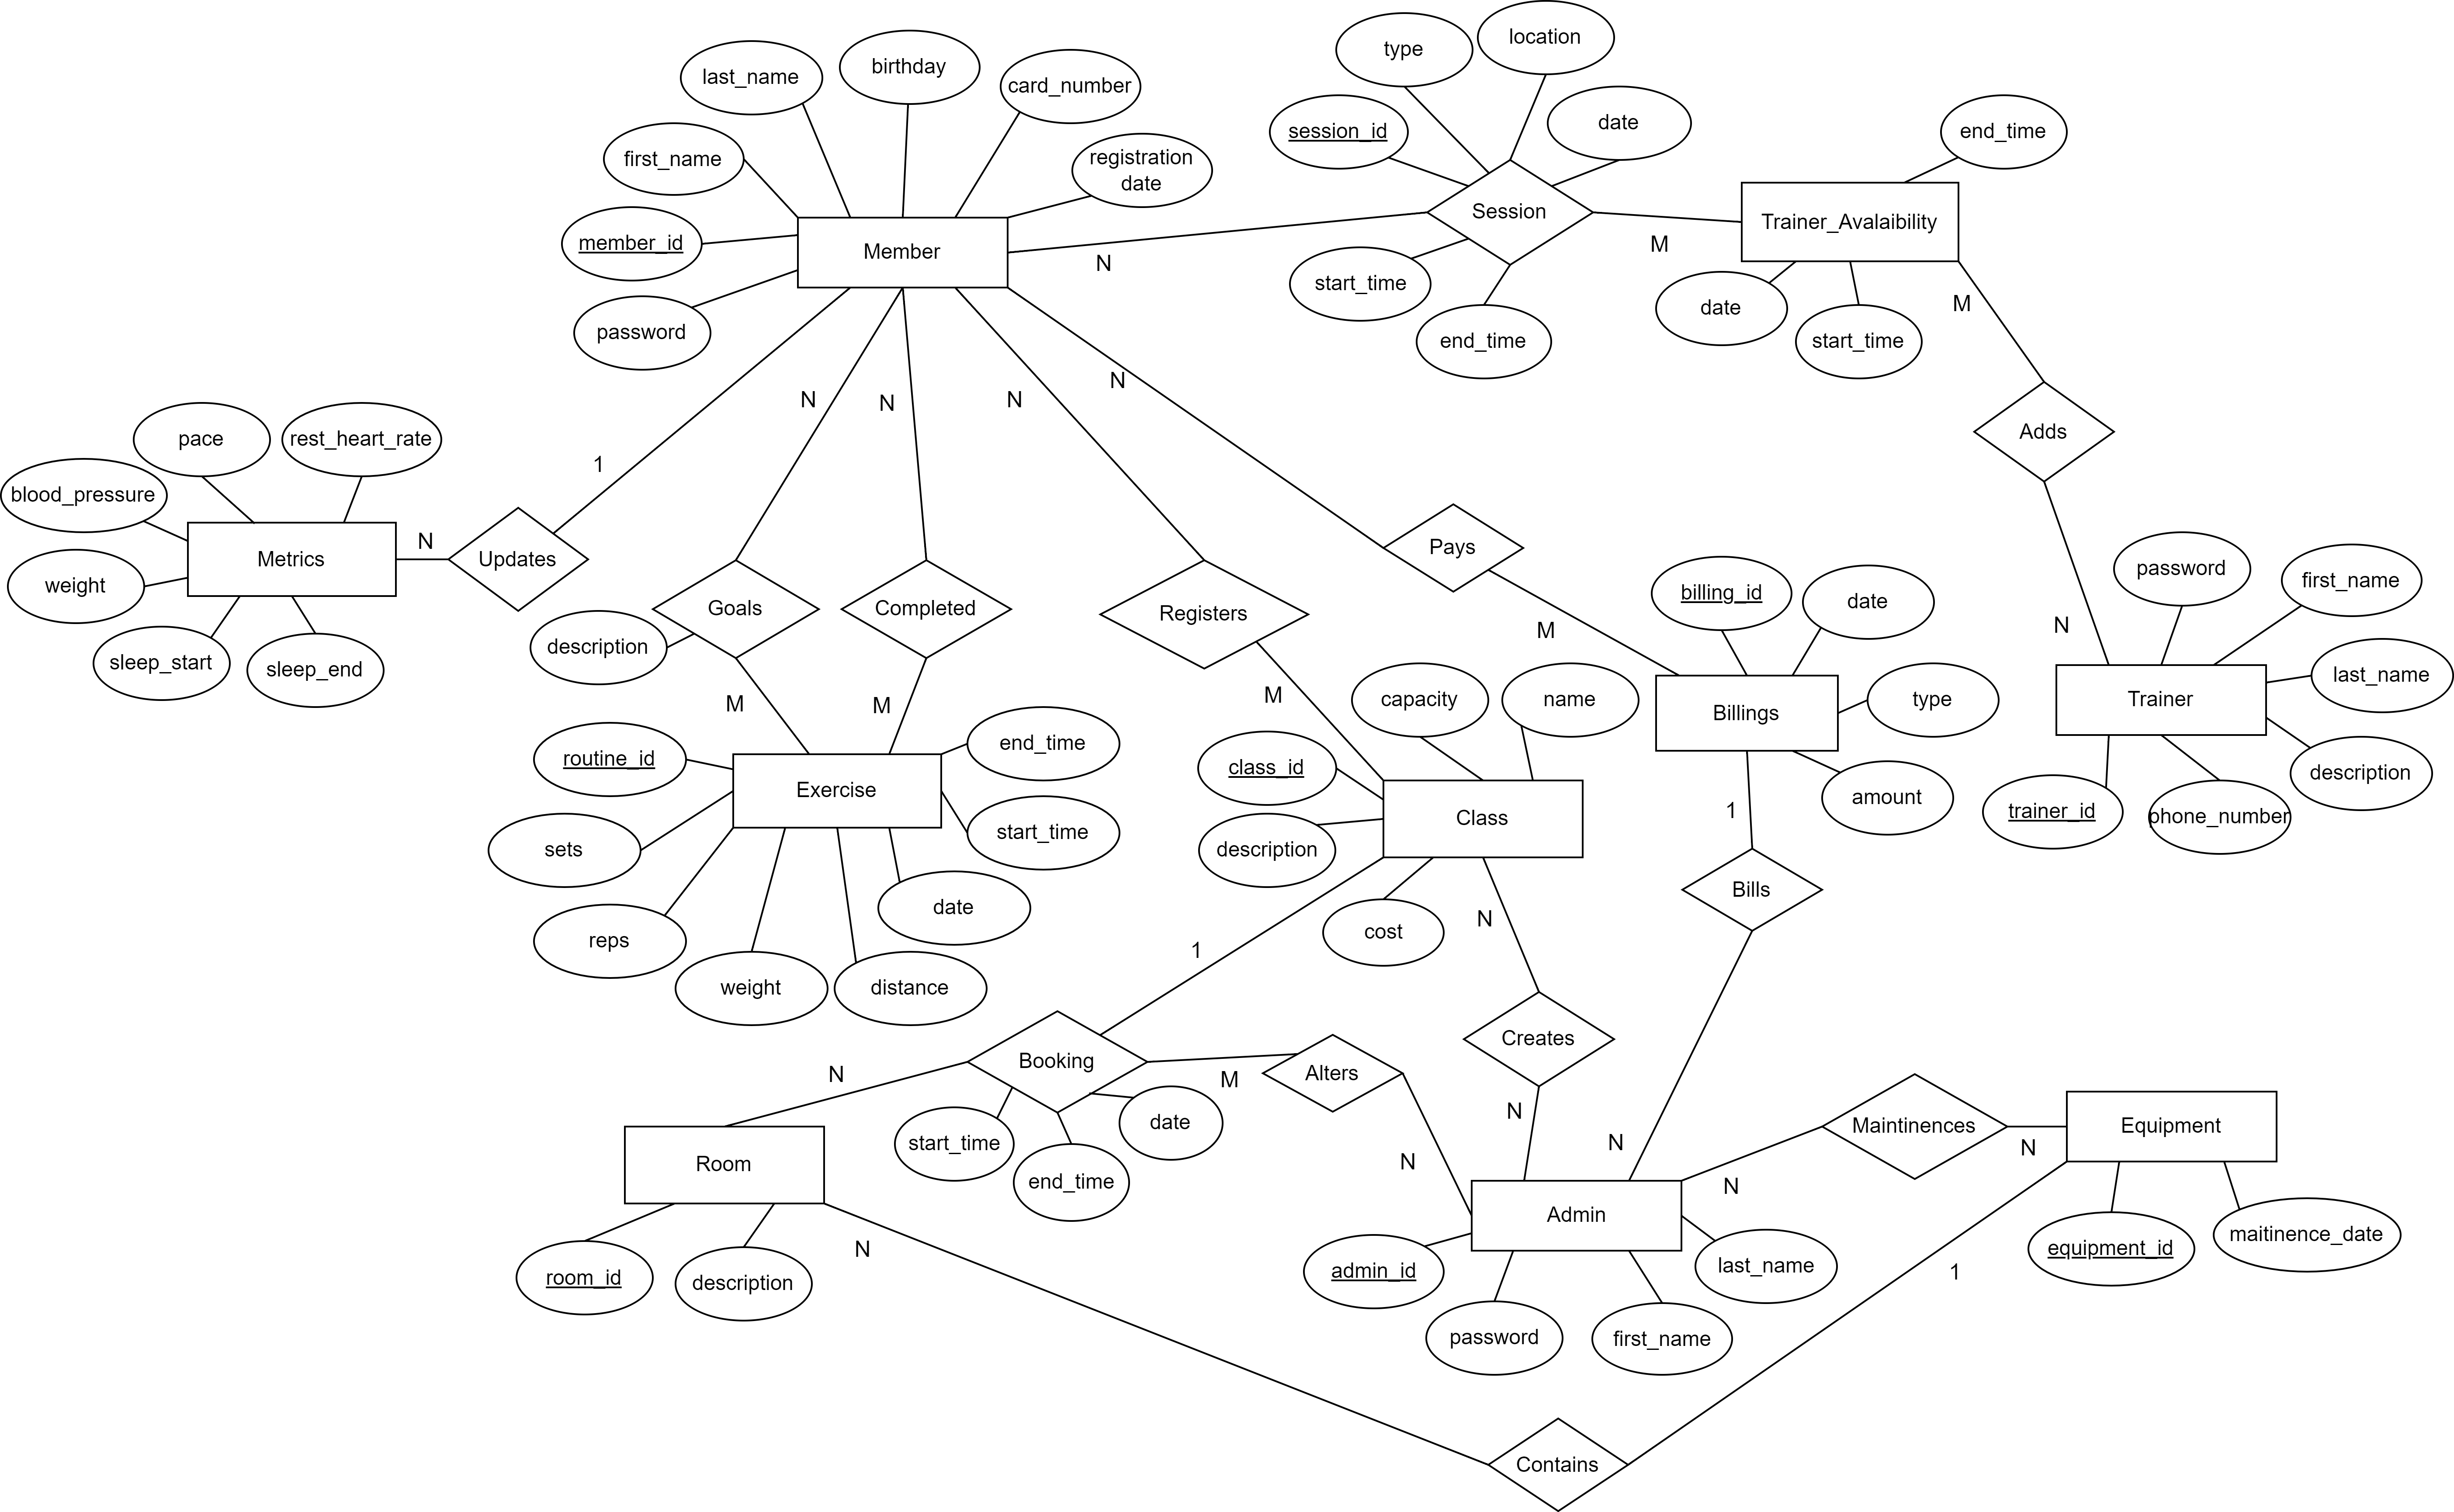 location
type
birthday
last_name
card_number
date
session_id
end_time
first_name
registration
date
Session
Trainer_Avalaibility
member_id
Member
M
N
start_time
date
M
password
end_time
start_time
N
N
N
N
Adds
pace
rest_heart_rate
1
blood_pressure
N
Pays
Metrics
Updates
password
first_name
weight
billing_id
date
Goals
Completed
Registers
M
N
description
sleep_start
sleep_end
last_name
M
M
M
capacity
name
type
Trainer
Billings
end_time
routine_id
class_id
description
Exercise
amount
1
trainer_id
phone_number
Class
start_time
sets
description
Bills
date
N
cost
reps
1
weight
distance
Creates
Booking
N
M
Alters
date
N
Maintinences
Equipment
start_time
N
N
Room
N
N
end_time
Admin
maitinence_date
N
equipment_id
last_name
admin_id
1
room_id
description
password
first_name
Contains